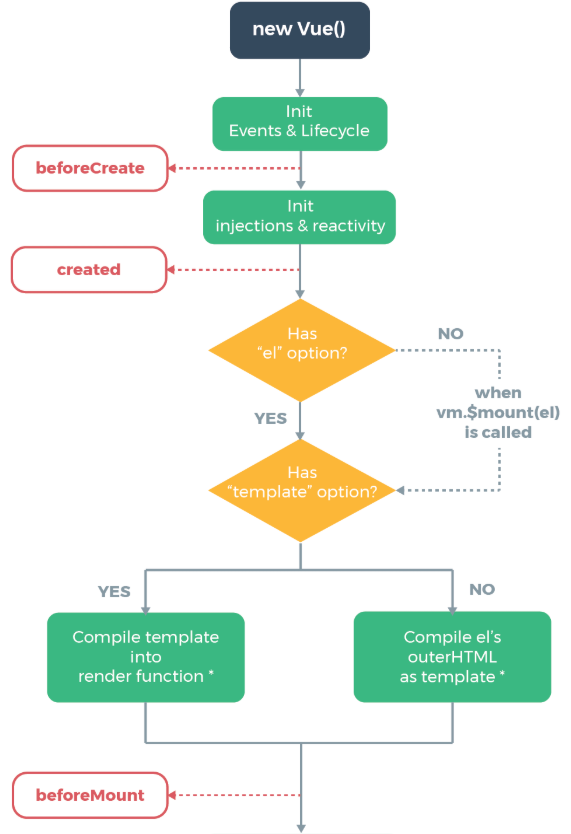 new Vue()
Init
Events & Lifecycle
beforeCreate
Init
injections & reactivity
created
Has
“el” option?
NO
when
vm.$mount(el)
is called
YES
Has
“template” option?
YES
NO
Compile template
into
render function *
Compile el’s
outerHTML
as template *
beforeMount